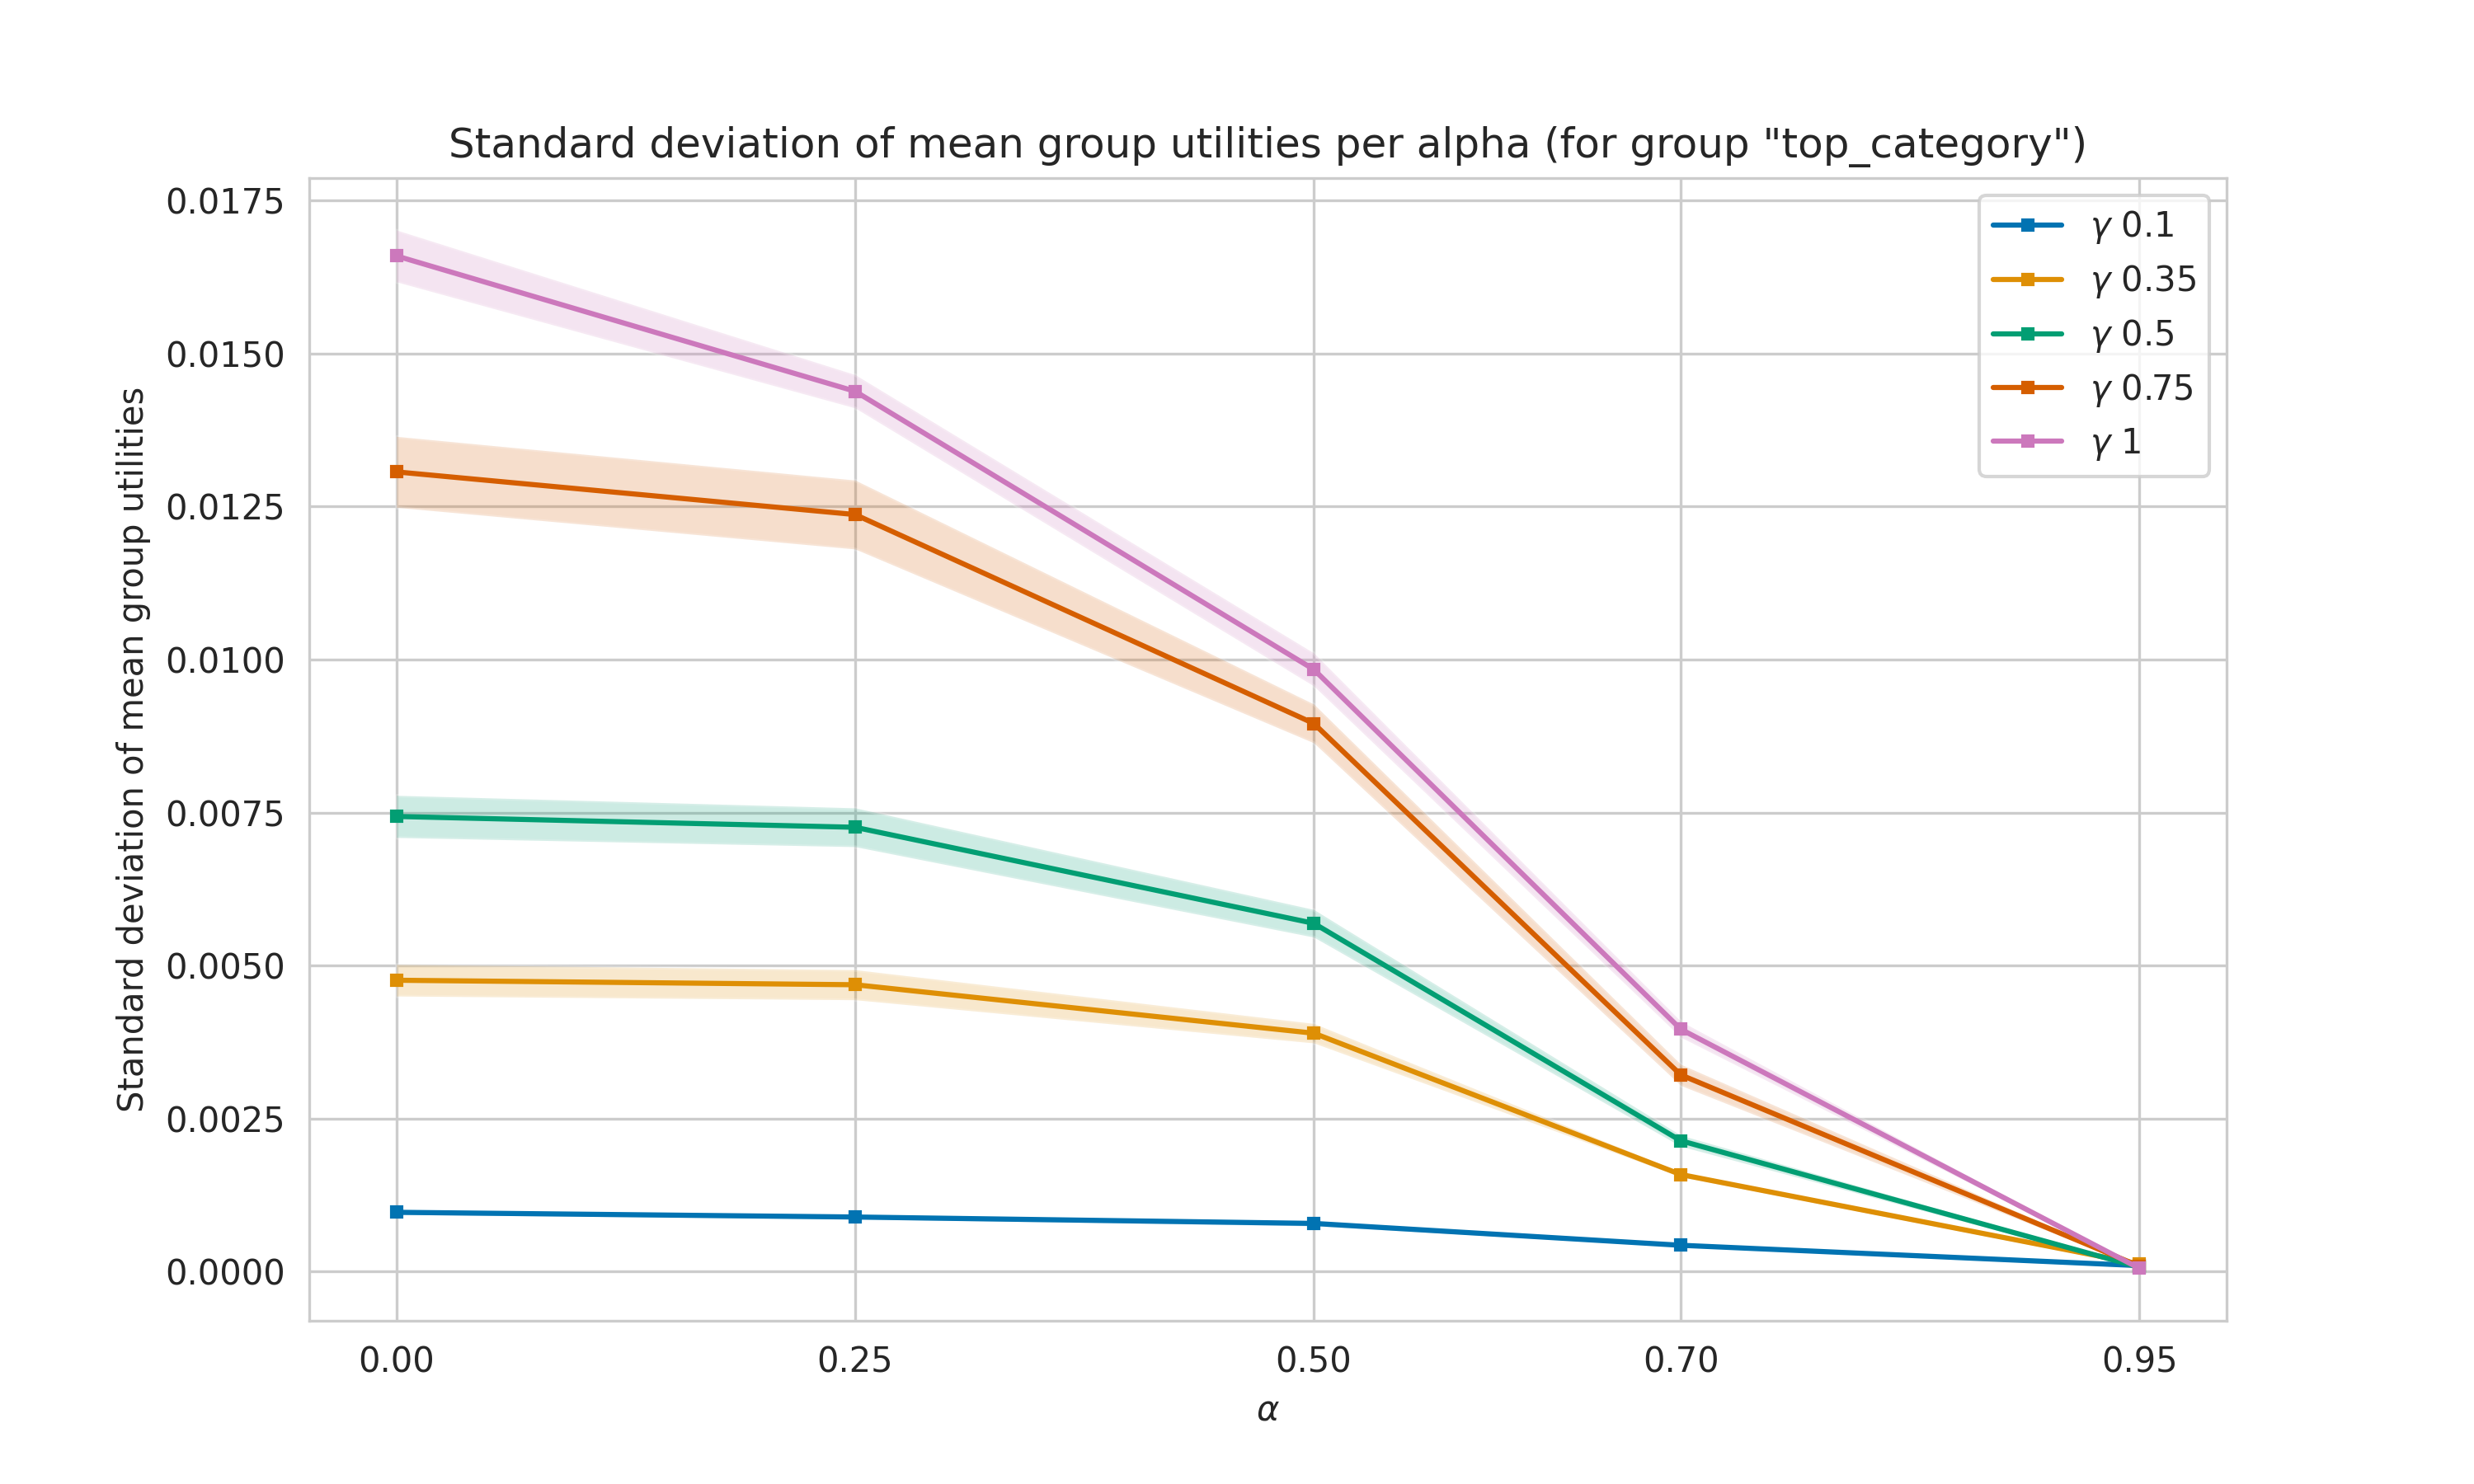 Standard deviation of mean group utilities per alpha (for group "top_category")
Standard deviation of mean group utilities
0.0175
0.0150
0.0125
0.0100
0.0075
0.0050
0.0025
0.0000
γ 0.1
γ 0.35
γ 0.5
γ 0.75
γ 1
0.00 0.25 0.50 0.70 0.95
α